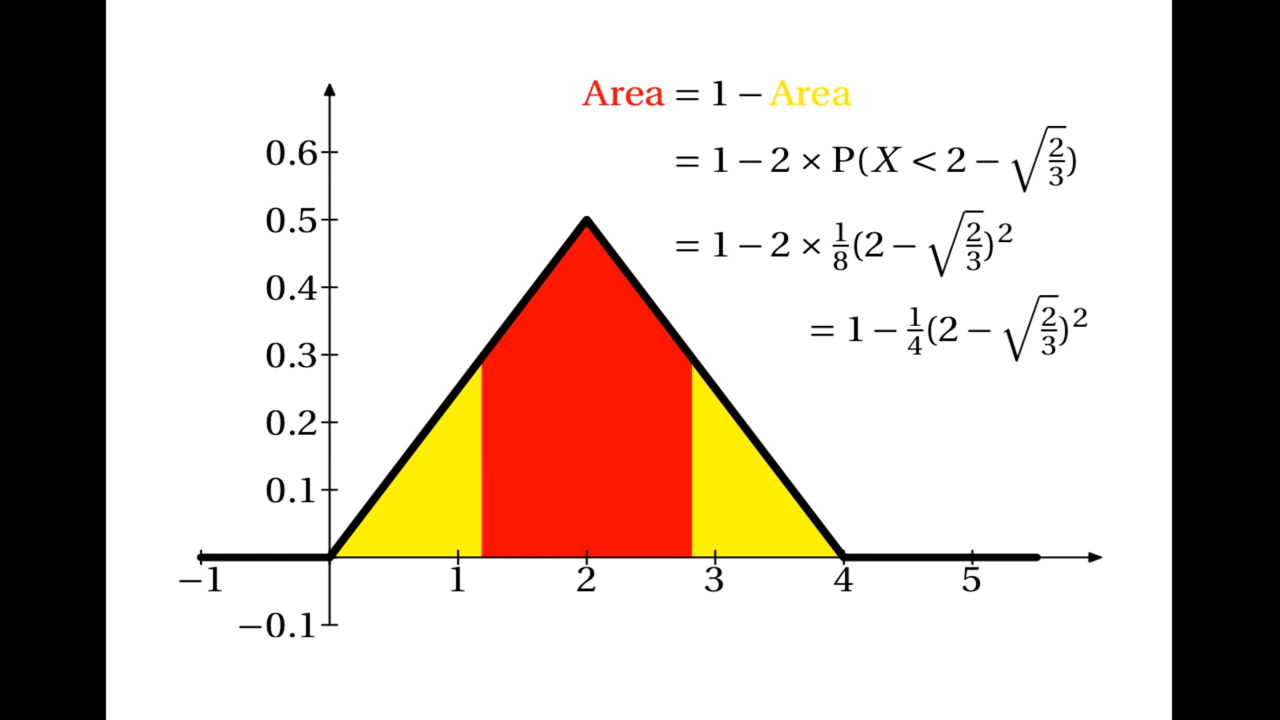 Area = 1 − Area
= 1 − 2 × P(X < 2 − √(2/3))
= 1 − 2 × 1/8(2 − √(2/3))²
= 1 − 1/4(2 − √(2/3))²
0.6
0.5
0.4
0.3
0.2
0.1
−1 1 2 3 4 5
−0.1